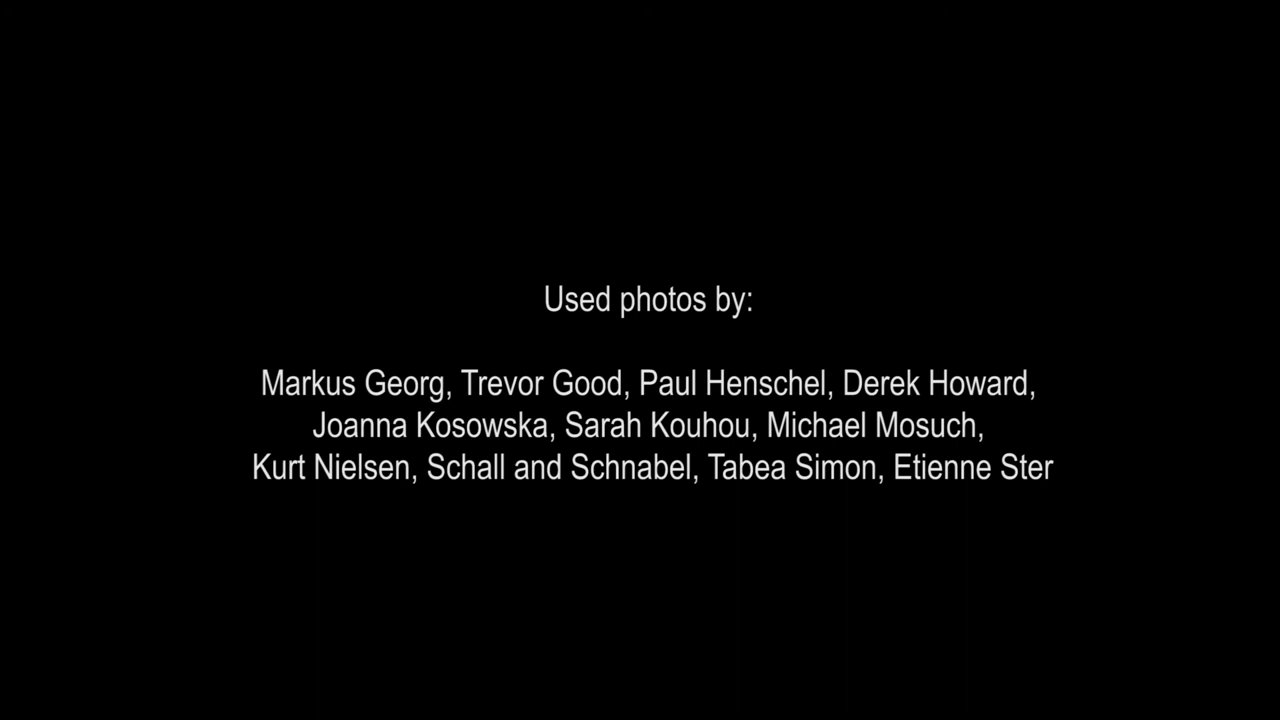 Used photos by:
Markus Georg, Trevor Good, Paul Henschel, Derek Howard,
Joanna Kosowska, Sarah Kouhou, Michael Mosuch,
Kurt Nielsen, Schall and Schnabel, Tabea Simon, Etienne Ster